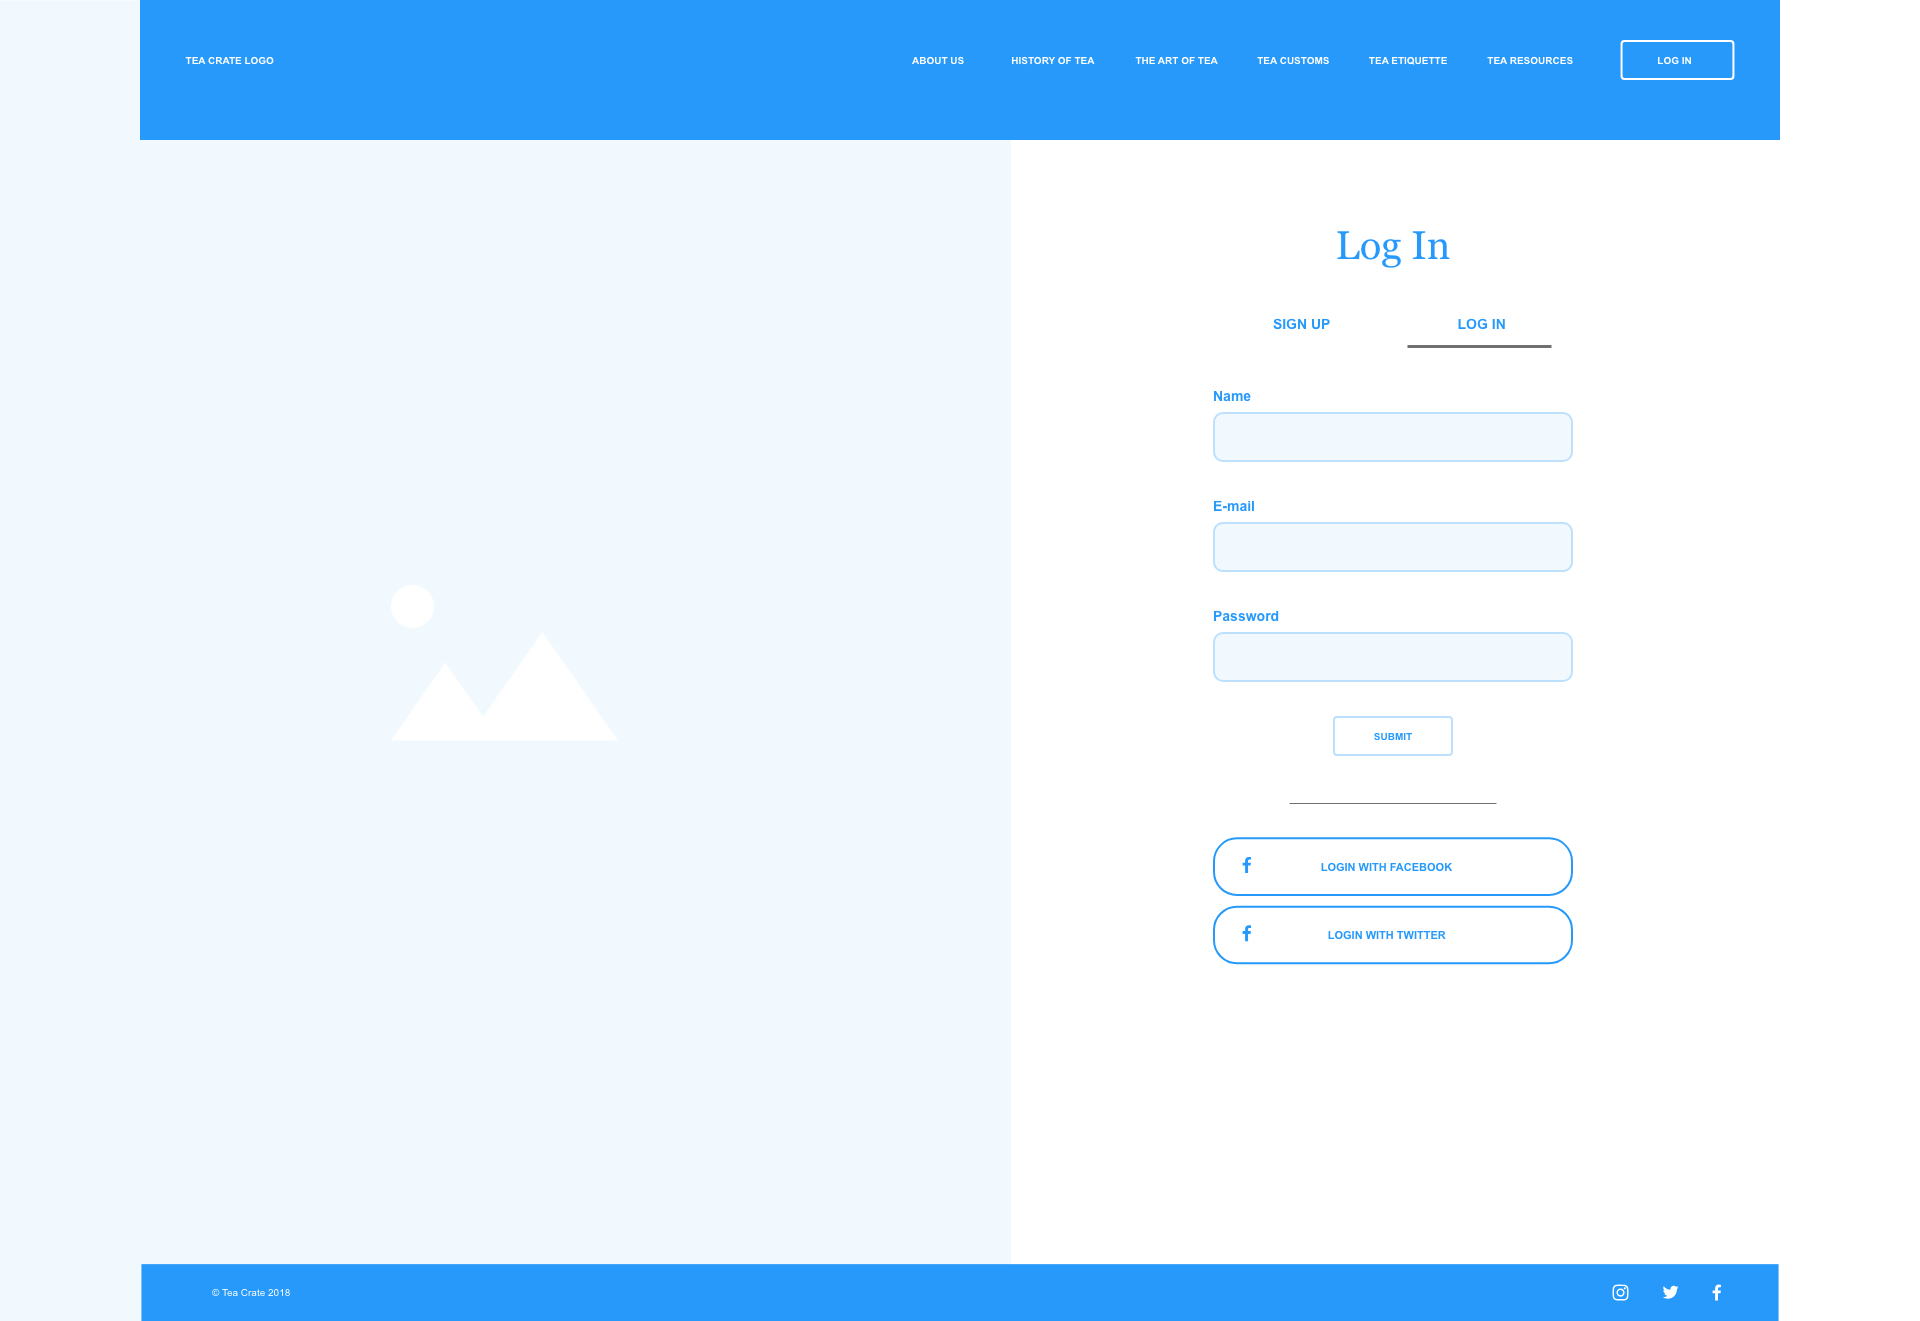 TEA CRATE LOGO
ABOUT US
HISTORY OF TEA
THE ART OF TEA
TEA CUSTOMS
TEA ETIQUETTE
TEA RESOURCES
LOG IN
Log In
SIGN UP
LOG IN
Name
E-mail
Password
SUBMIT
LOGIN WITH FACEBOOK
LOGIN WITH TWITTER
© Tea Crate 2018